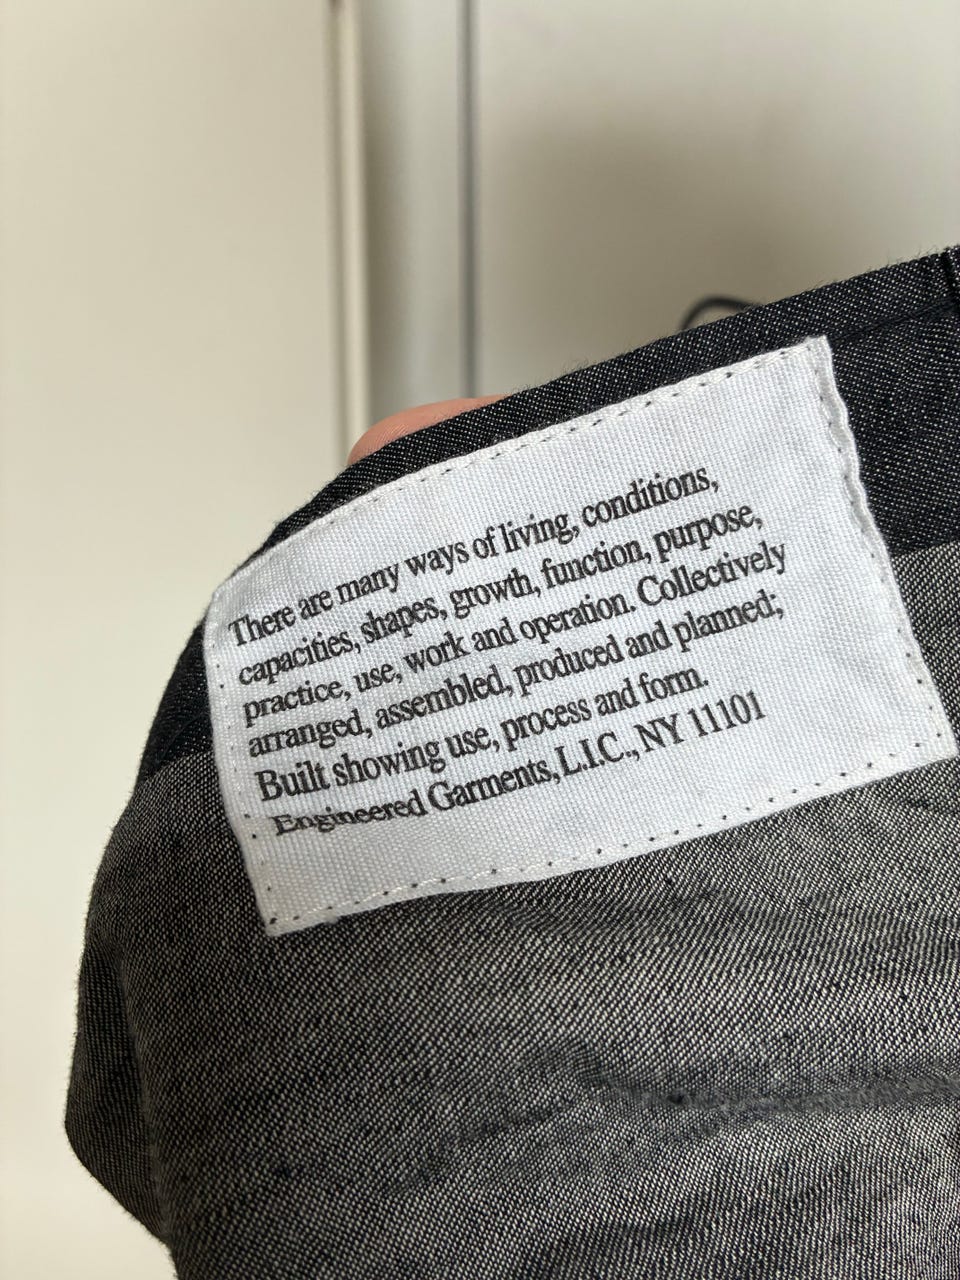 There are many ways of living, conditions,
capacities, shapes, growth, function, purpose,
practice, use, work and operation. Collectively
arranged, assembled, produced and planned;
Built showing use, process and form.
Engineered Garments, L.I.C., NY 11101